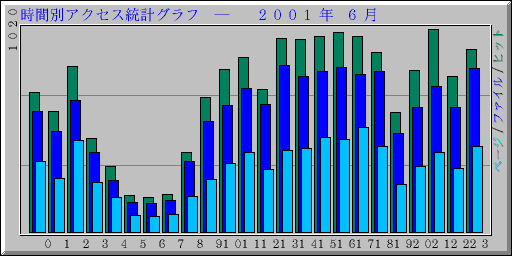 時間別アクセス統計グラフ — 2001年 6月
1020
ページ/ファイル/ヒット
0 1 2 3 4 5 6 7 8 91 01 11 21 31 41 51 61 71 81 92 02 12 22 3